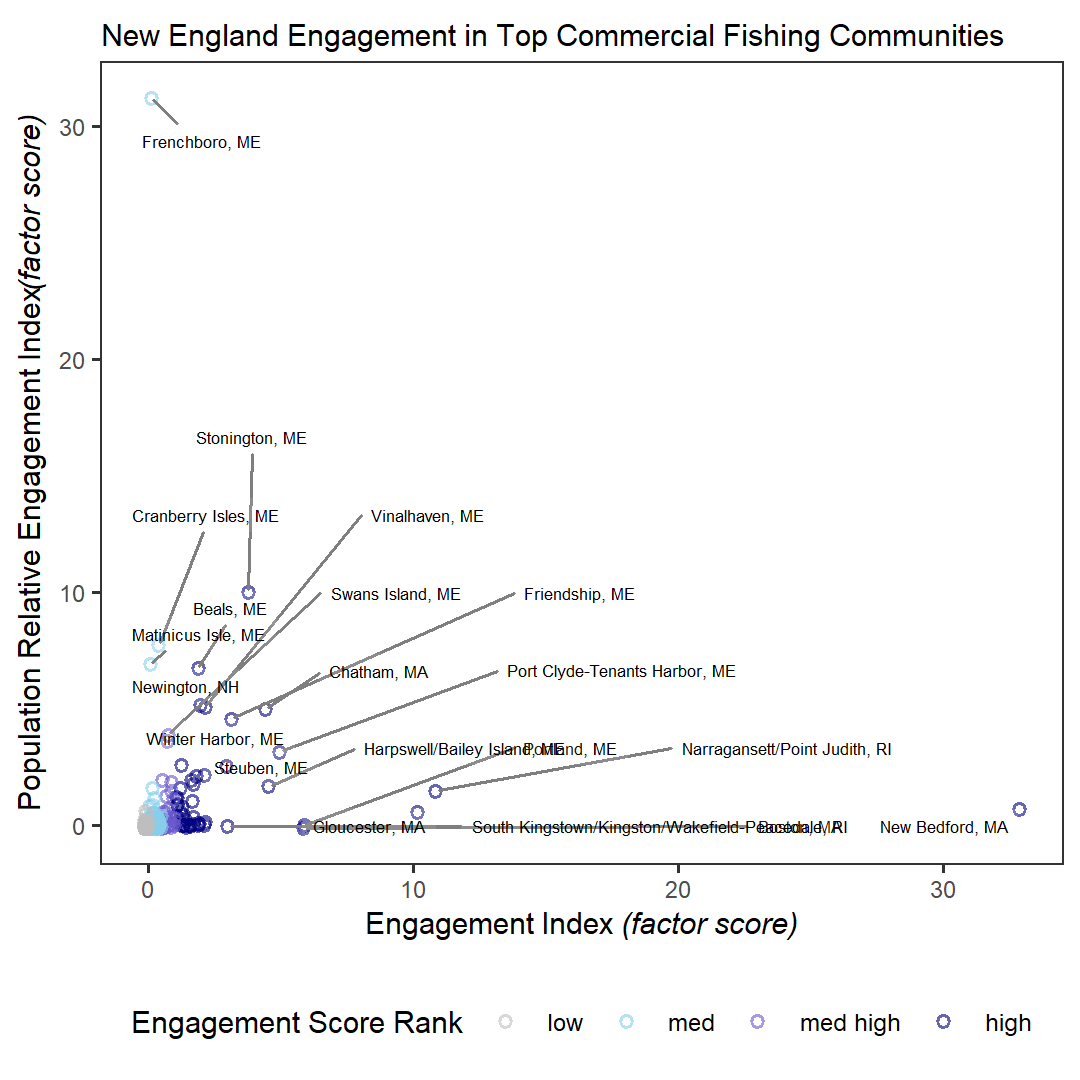 New England Engagement in Top Commercial Fishing Communities
Population Relative Engagement Index(factor score)
30
20
10
0
Frenchboro, ME
Stonington, ME
Cranberry Isles, ME
Vinalhaven, ME
Swans Island, ME
Friendship, ME
Beals, ME
Matinicus Isle, ME
Chatham, MA
Port Clyde-Tenants Harbor, ME
Newington, NH
Winter Harbor, ME
Harpswell/Bailey Island, ME
Portland, ME
Narragansett/Point Judith, RI
Steuben, ME
Gloucester, MA
South Kingstown/Kingston/Wakefield-Peacedale, RI
Boston, MA
New Bedford, MA
0
10
20
30
Engagement Index (factor score)
Engagement Score Rank
low
med
med high
high